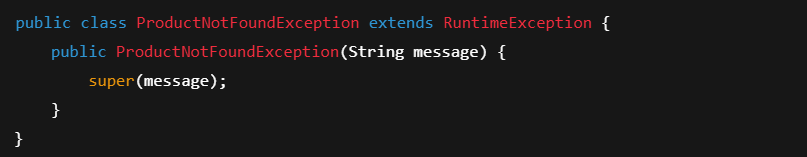 public class ProductNotFoundException extends RuntimeException {
    public ProductNotFoundException(String message) {
        super(message);
    }
}